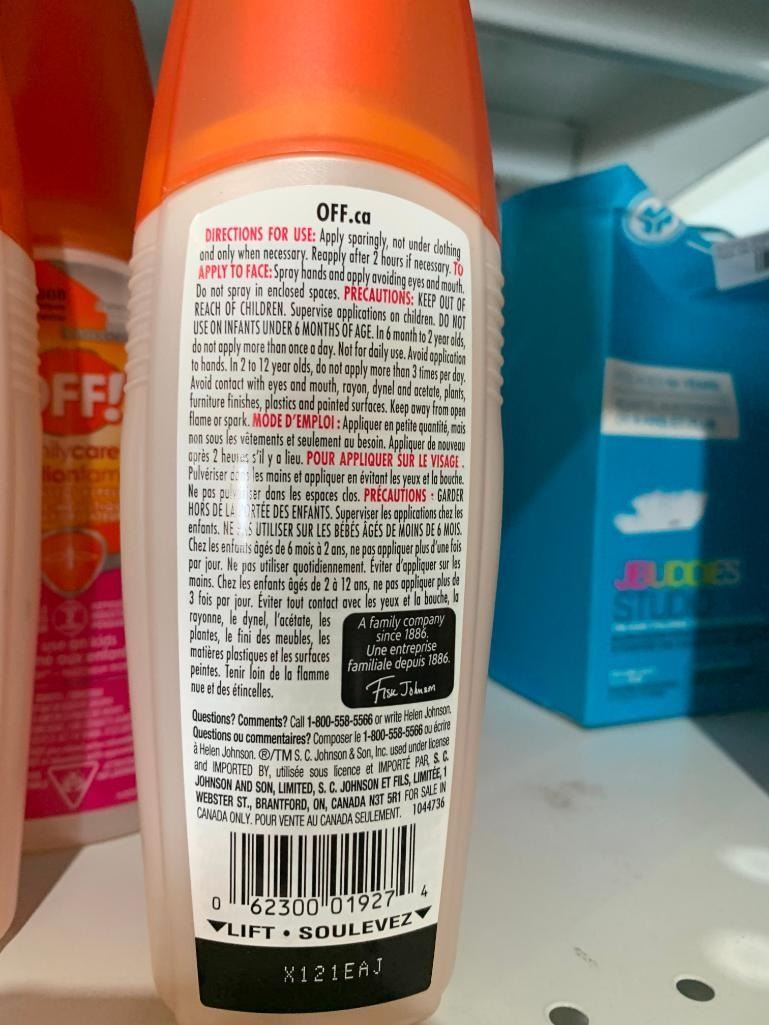 OFF.ca
DIRECTIONS FOR USE: Apply sparingly, not under clothing
and only when necessary. Reapply after 2 hours if necessary. TO
APPLY TO FACE: Spray hands and apply avoiding eyes and mouth.
Do not spray in enclosed spaces. PRECAUTIONS: KEEP OUT OF
REACH OF CHILDREN. Supervise applications on children. DO NOT
USE ON INFANTS UNDER 6 MONTHS OF AGE. In 6 month to 2 year olds,
do not apply more than once a day. Not for daily use. Avoid application
to hands. In 2 to 12 year olds, do not apply more than 3 times per day.
Avoid contact with eyes and mouth, rayon, dynel and acetate, plants,
furniture finishes, plastics and painted surfaces. Keep away from open
flame or spark. MODE D'EMPLOI : Appliquer en petite quantité, mais
non sous les vêtements et seulement au besoin. Appliquer de nouveau
après 2 heures s'il y a lieu. POUR APPLIQUER SUR LE VISAGE .
Pulvériser dans les mains et appliquer en évitant les yeux et la bouche.
Ne pas pulvériser dans les espaces clos. PRÉCAUTIONS : GARDER
HORS DE LA PORTÉE DES ENFANTS. Superviser les applications chez les
enfants. NE PAS UTILISER SUR LES BÉBÉS ÂGÉS DE MOINS DE 6 MOIS.
Chez les enfants âgés de 6 mois à 2 ans, ne pas appliquer plus d'une fois
par jour. Ne pas utiliser quotidiennement. Éviter d'appliquer sur les
mains. Chez les enfants âgés de 2 à 12 ans, ne pas appliquer plus de
3 fois par jour. Éviter tout contact avec les yeux et la bouche, la
rayonne, le dynel, l'acétate, les
plantes, le fini des meubles, les
matières plastiques et les surfaces
peintes. Tenir loin de la flamme
nue et des étincelles.
A family company
since 1886.
Une entreprise
familiale depuis 1886.
Fisk Johnson
Questions? Comments? Call 1-800-558-5566 or write Helen Johnson.
Questions ou commentaires? Composer le 1-800-558-5566 ou écrire
à Helen Johnson. ®/TM S. C. Johnson & Son, Inc. used under license
and IMPORTED BY, utilisée sous licence et IMPORTÉ PAR, S. C.
JOHNSON AND SON, LIMITED, S. C. JOHNSON ET FILS, LIMITÉE, 1
WEBSTER ST., BRANTFORD, ON, CANADA N3T 5R1 FOR SALE IN
CANADA ONLY. POUR VENTE AU CANADA SEULEMENT. 1044736
0 62300 01927 4
LIFT • SOULEVEZ
X121EAJ
OFF!
JBUDDIES
STUDIO